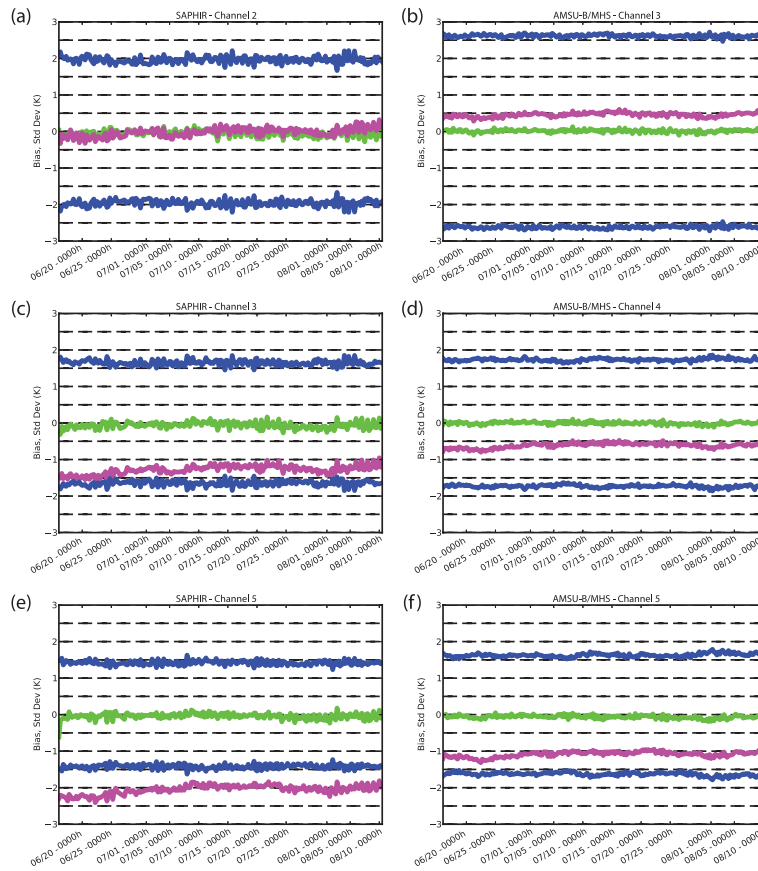 (a)
SAPHIR - Channel 2
Bias, Std Dev (K)
3
2
1
0
−1
−2
−3
06/20 - 0000h
06/25 - 0000h
07/01 - 0000h
07/05 - 0000h
07/10 - 0000h
07/15 - 0000h
07/20 - 0000h
07/25 - 0000h
08/01 - 0000h
08/05 - 0000h
08/10 - 0000h
(b)
AMSU-B/MHS - Channel 3
Bias, Std Dev (K)
3
2
1
0
−1
−2
−3
06/20 - 0000h
06/25 - 0000h
07/01 - 0000h
07/05 - 0000h
07/10 - 0000h
07/15 - 0000h
07/20 - 0000h
07/25 - 0000h
08/01 - 0000h
08/05 - 0000h
08/10 - 0000h
(c)
SAPHIR - Channel 3
Bias, Std Dev (K)
3
2
1
0
−1
−2
−3
06/20 - 0000h
06/25 - 0000h
07/01 - 0003h
07/05 - 0000h
07/10 - 0000h
07/15 - 0000h
07/20 - 0000h
07/25 - 0000h
08/01 - 0000h
08/05 - 0000h
08/10 - 0000h
(d)
AMSU-B/MHS - Channel 4
Bias, Std Dev (K)
3
2
1
0
−1
−2
−3
06/20 - 0000h
06/25 - 0000h
07/01 - 0000h
07/05 - 0000h
07/10 - 0000h
07/15 - 0000h
07/20 - 0000h
07/25 - 0000h
08/01 - 0000h
08/05 - 0000h
08/10 - 0000h
(e)
SAPHIR - Channel 5
Bias, Std Dev (K)
3
2
1
0
−1
−2
−3
06/20 - 0000h
06/25 - 0000h
07/01 - 0003h
07/05 - 0000h
07/10 - 0000h
07/15 - 0000h
07/20 - 0000h
07/25 - 0000h
08/01 - 0000h
08/05 - 0000h
08/10 - 0000h
(f)
AMSU-B/MHS - Channel 5
Bias, Std Dev (K)
3
2
1
0
−1
−2
−3
06/20 - 0000h
06/25 - 0000h
07/01 - 0000h
07/05 - 0000h
07/10 - 0000h
07/15 - 0000h
07/20 - 0000h
07/25 - 0000h
08/01 - 0000h
08/05 - 0000h
08/10 - 0000h